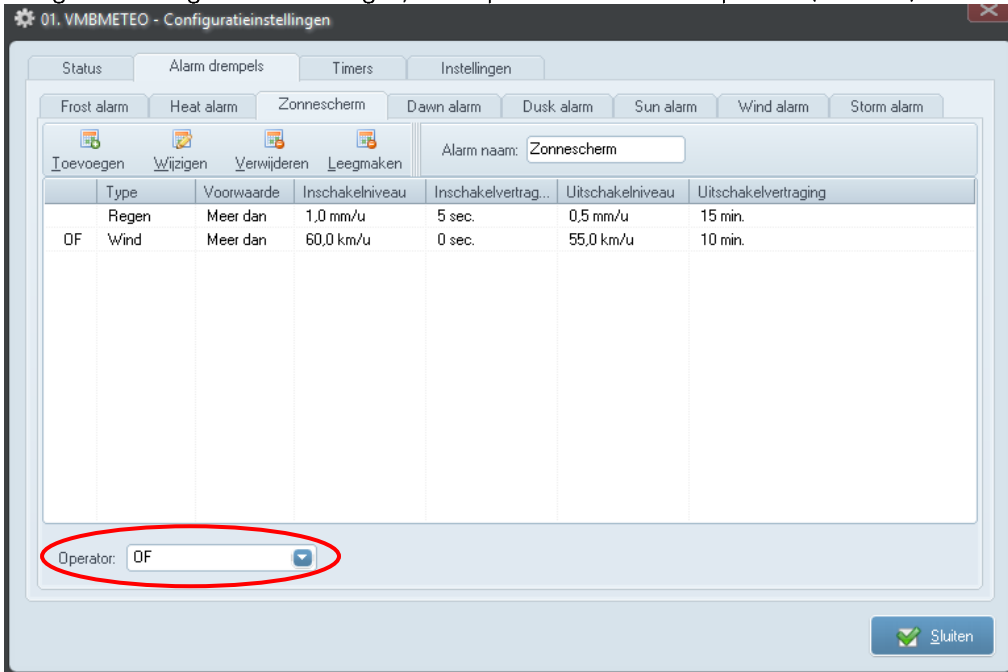 01. VMBMETEO - Configuratieinstellingen
Status Alarm drempels Timers Instellingen
Frost alarm Heat alarm Zonnescherm Dawn alarm Dusk alarm Sun alarm Wind alarm Storm alarm
Toevoegen Wijzigen Verwijderen Leegmaken Alarm naam: Zonnescherm
Type Voorwaarde Inschakelniveau Inschakelvertrag... Uitschakelniveau Uitschakelvertraging
Regen Meer dan 1,0 mm/u 5 sec. 0,5 mm/u 15 min.
OF Wind Meer dan 60,0 km/u 0 sec. 55,0 km/u 10 min.
Operator: OF
Sluiten